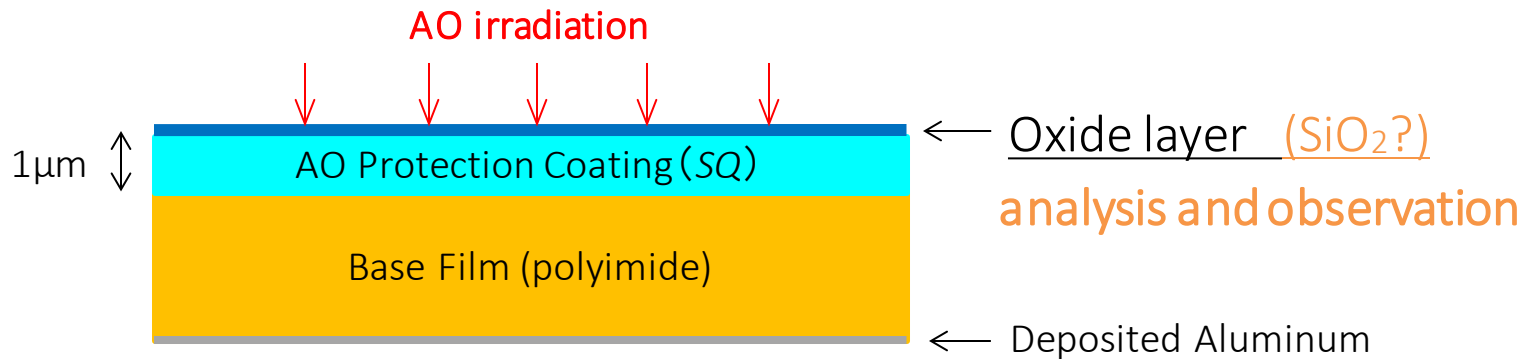 AO irradiation
Oxide layer (SiO₂?)
1μm
AO Protection Coating（SQ）
analysis and observation
Base Film (polyimide)
Deposited Aluminum